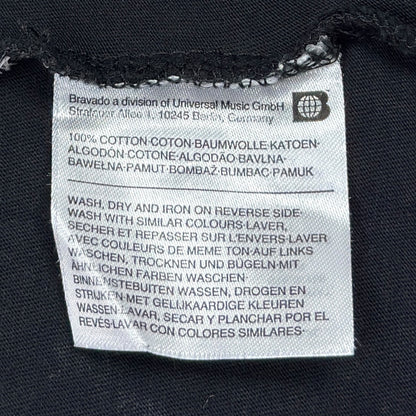 Bravado a division of Universal Music GmbH
Stralauer Allee 1, 10245 Berlin, Germany
B
100% COTTON·COTON·BAUMWOLLE·KATOEN·
ALGODÓN·COTONE·ALGODÃO·BAVLNA·
BAWEŁNA·PAMUT·BOMBAŽ·BUMBAC·PAMUK
WASH, DRY AND IRON ON REVERSE SIDE·
WASH WITH SIMILAR COLOURS·LAVER,
SECHER ET REPASSER SUR L'ENVERS·LAVER
AVEC COULEURS DE MEME TON·AUF LINKS
WASCHEN, TROCKNEN UND BÜGELN·MIT
ÄHNLICHEN FARBEN WASCHEN·
BINNENSTEBUITEN WASSEN, DROGEN EN
STRIJKEN·MET GELIJKAARDIGE KLEUREN
WASSEN·LAVAR, SECAR Y PLANCHAR POR EL
REVÉS·LAVAR CON COLORES SIMILARES·